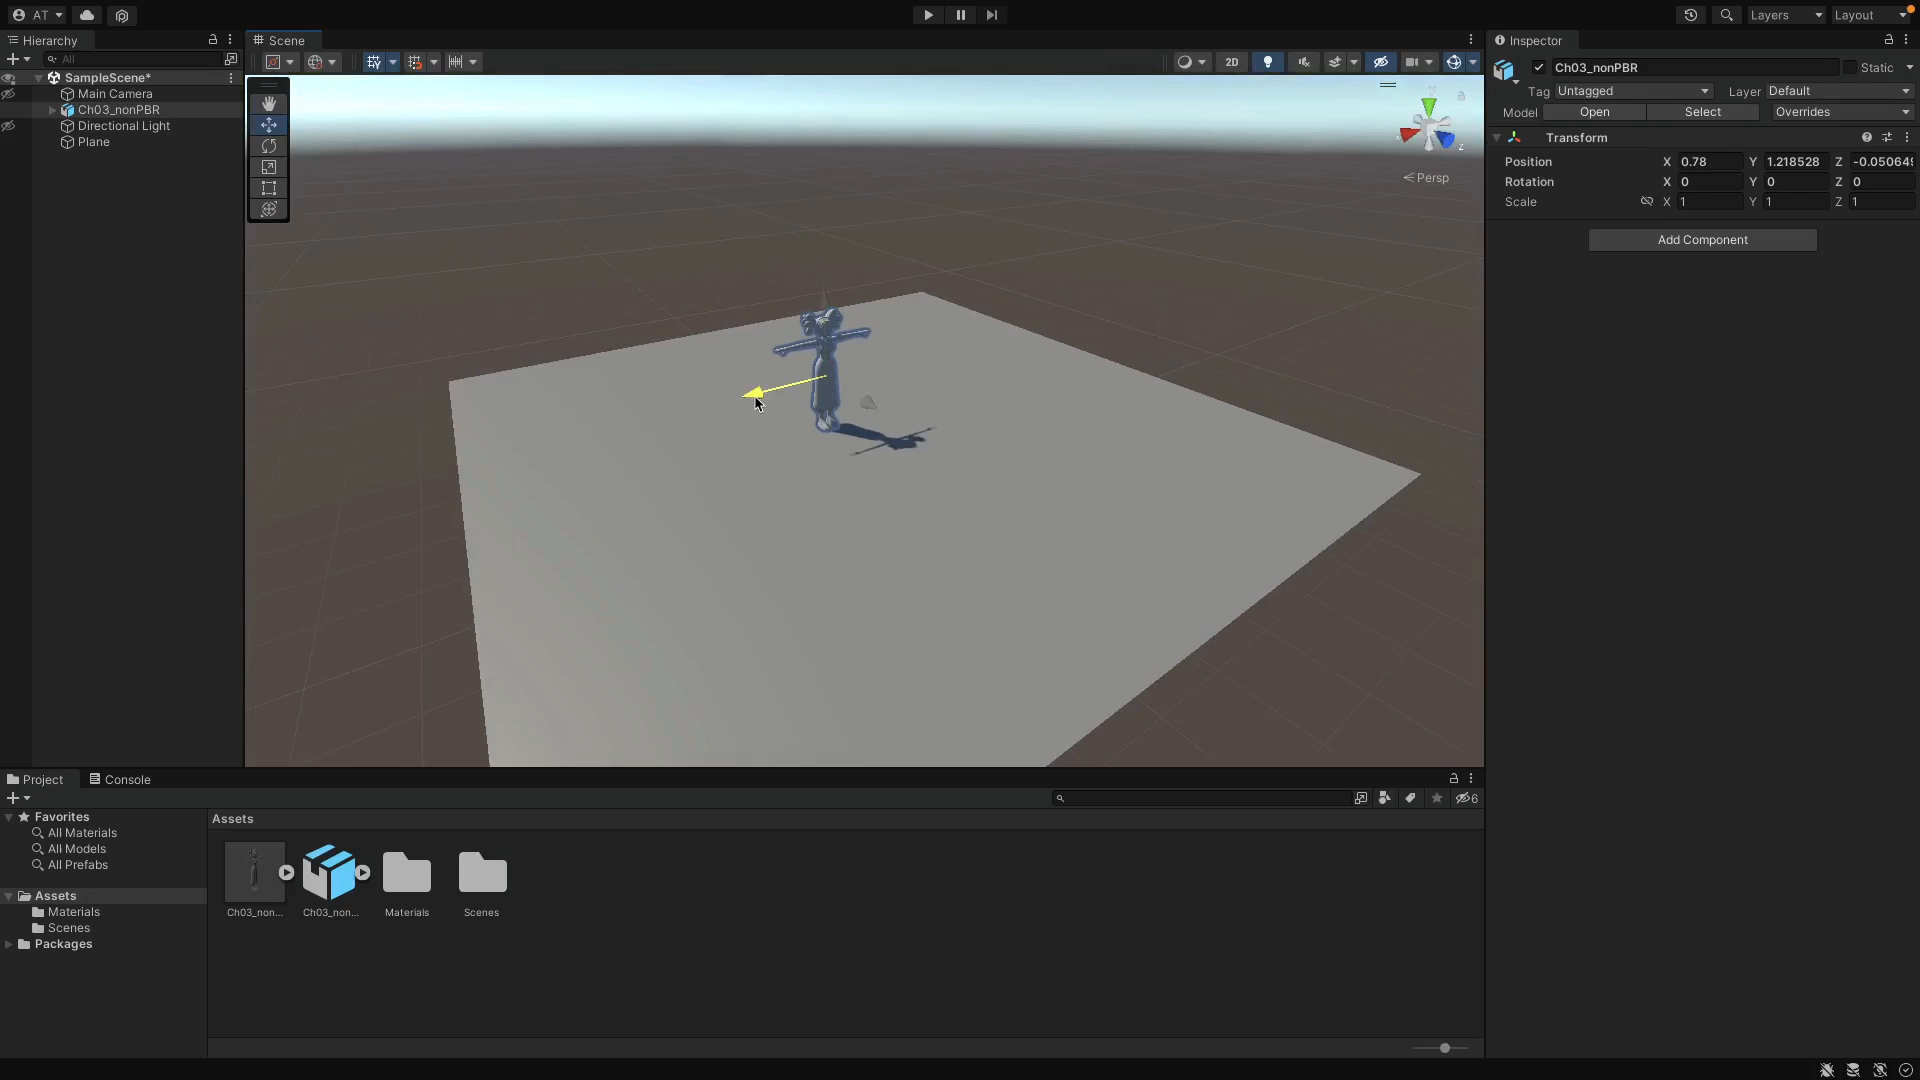 AT
Layers
Layout
Hierarchy
All
SampleScene*
Main Camera
Ch03_nonPBR
Directional Light
Plane
Scene
2D
y
z
Persp
Inspector
Ch03_nonPBR
Static
Tag Untagged
Layer Default
Model Open Select Overrides
Transform
Position X 0.78 Y 1.218528 Z -0.050649
Rotation X 0 Y 0 Z 0
Scale X 1 Y 1 Z 1
Add Component
Project
Console
6
Favorites
All Materials
All Models
All Prefabs
Assets
Materials
Scenes
Packages
Assets
Ch03_non...
Ch03_non...
Materials
Scenes